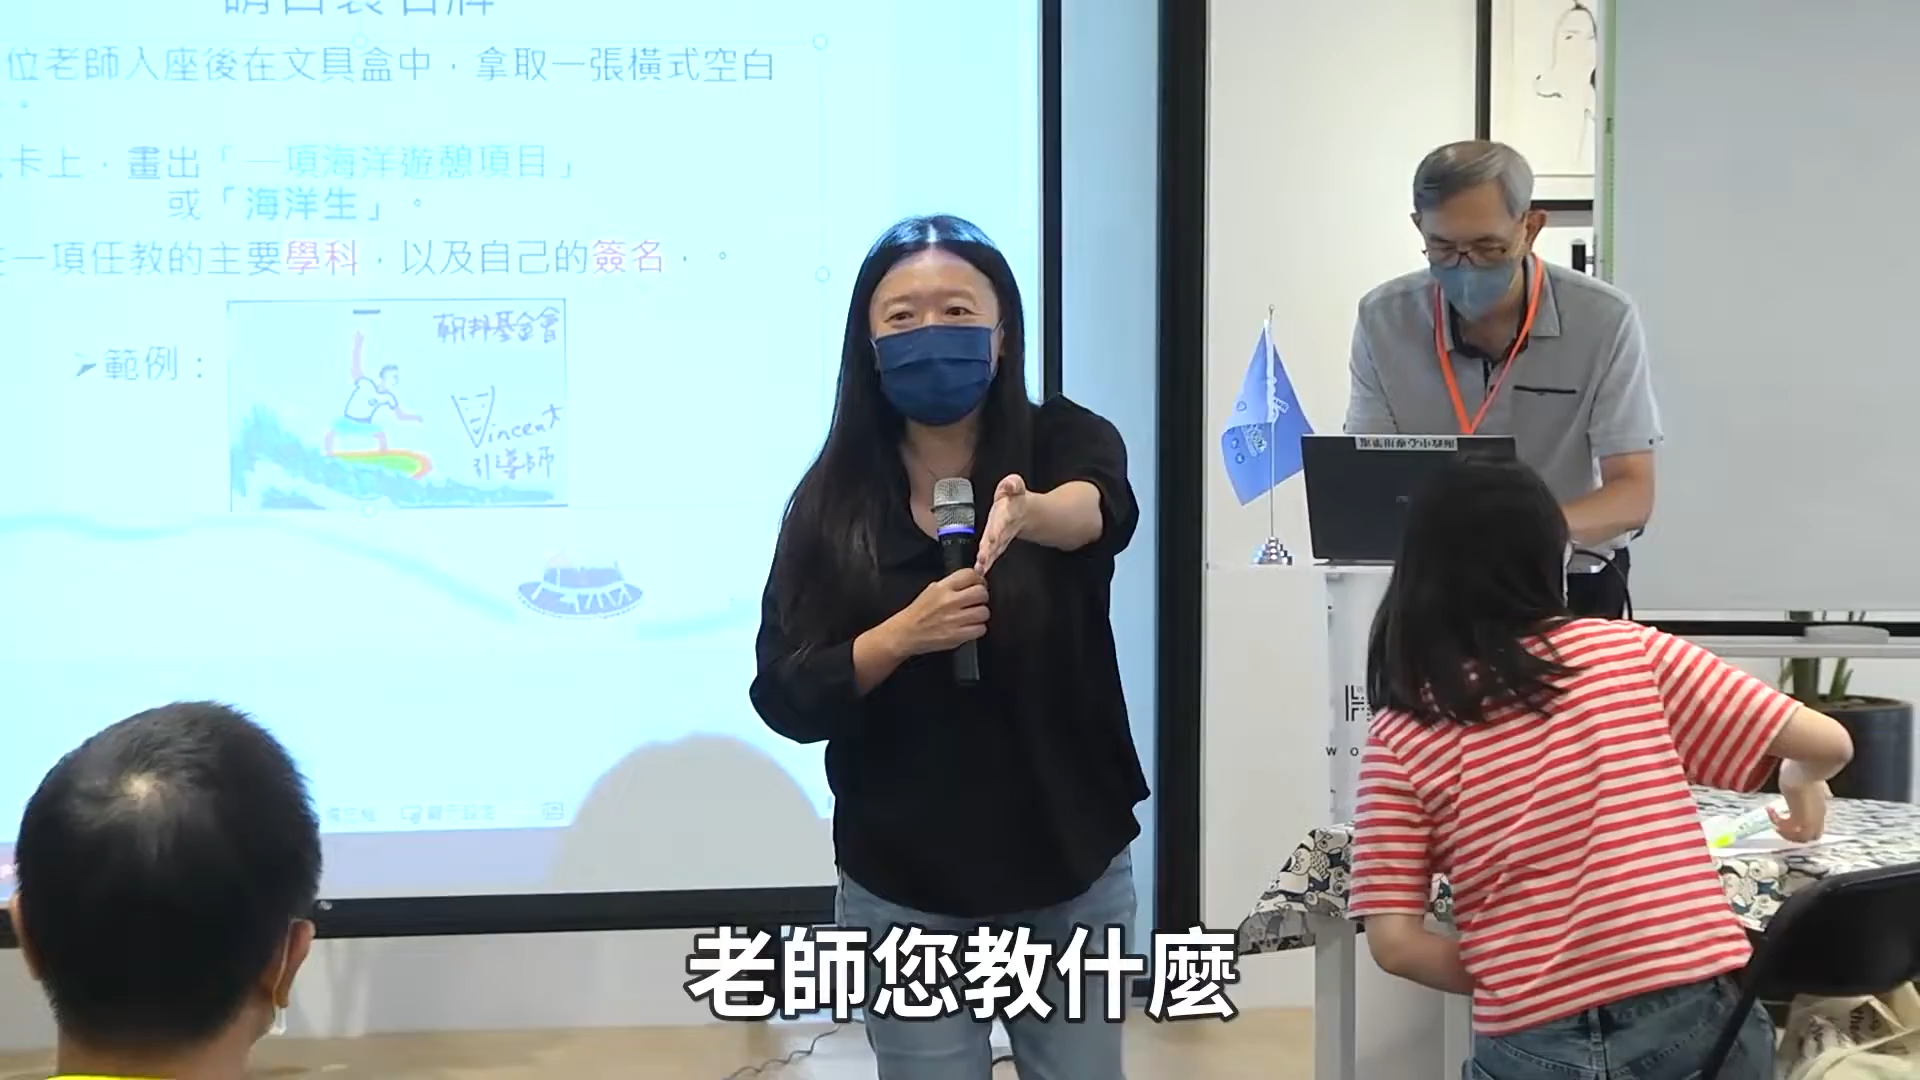 位老師入座後在文具盒中，拿取一張橫式空白
。
卡上，畫出「一項海洋遊憩項目」
或「海洋生」。
一項任教的主要學科，以及自己的簽名，。
➢範例：
朝邦基金會
Vincent
引導師
老師您教什麼